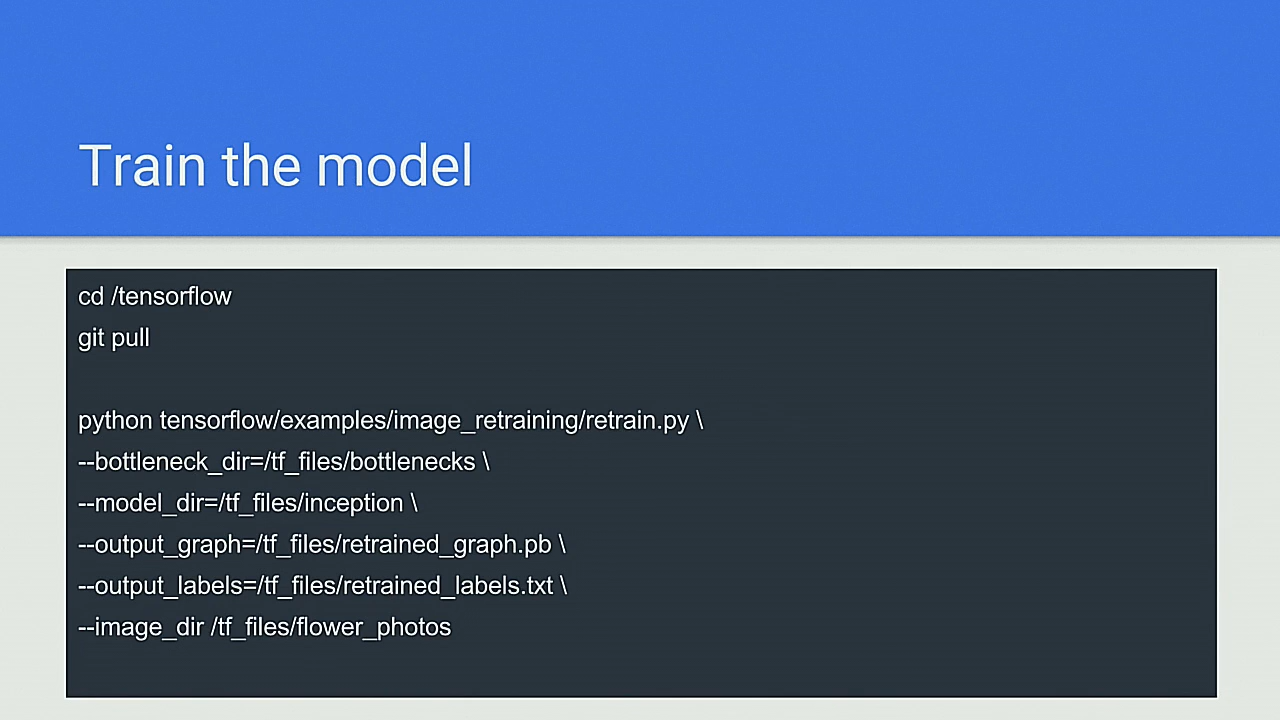 Train the model
cd /tensorflow
git pull
python tensorflow/examples/image_retraining/retrain.py \
--bottleneck_dir=/tf_files/bottlenecks \
--model_dir=/tf_files/inception \
--output_graph=/tf_files/retrained_graph.pb \
--output_labels=/tf_files/retrained_labels.txt \
--image_dir /tf_files/flower_photos